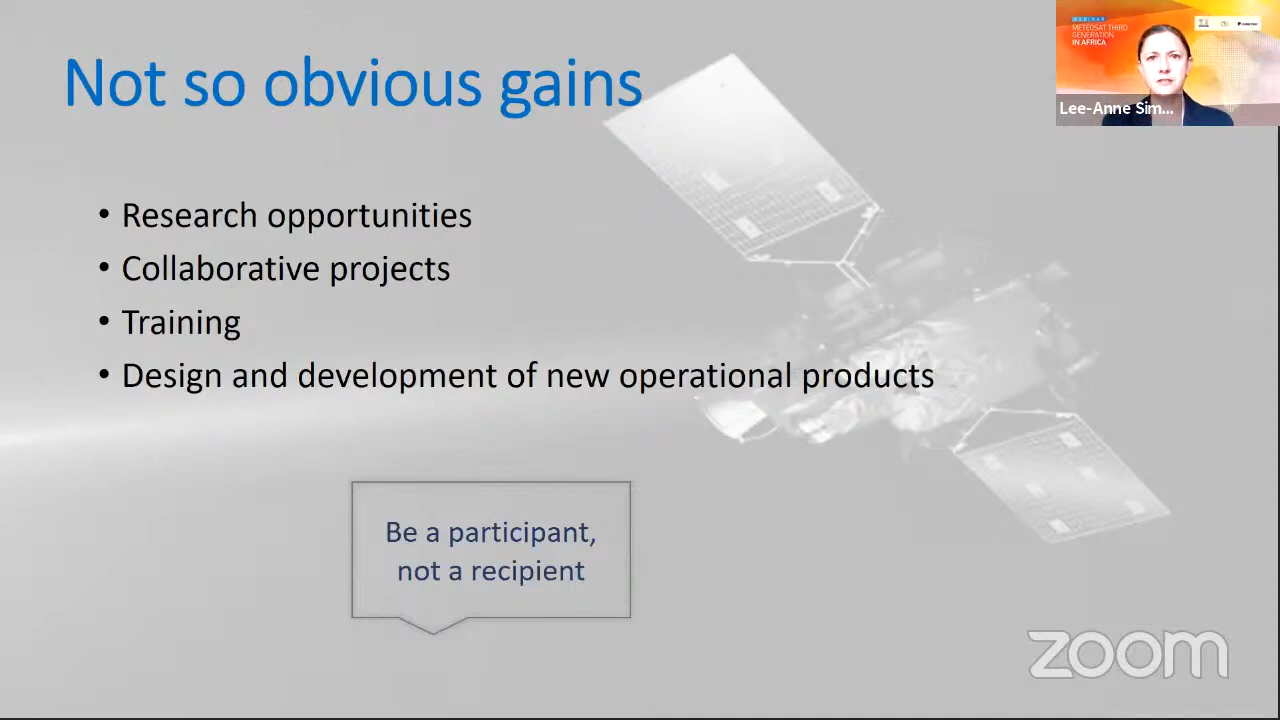 Not so obvious gains
• Research opportunities
• Collaborative projects
• Training
• Design and development of new operational products
Be a participant,
not a recipient
WEBINAR
METEOSAT THIRD
GENERATION
IN AFRICA
Lee-Anne Sim...
zoom